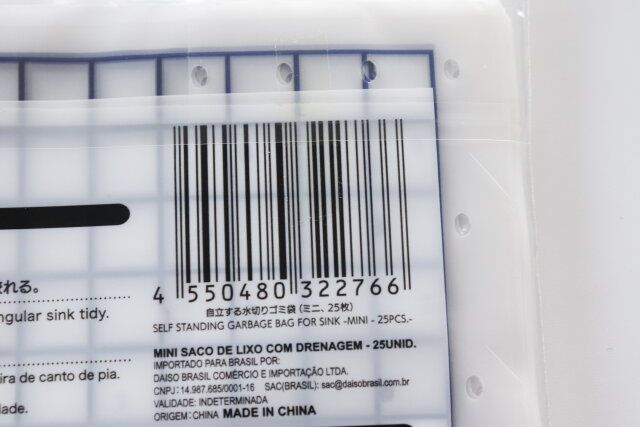 4 550480 322766
自立する水切りゴミ袋 (ミニ、25枚)
SELF STANDING GARBAGE BAG FOR SINK -MINI - 25PCS.-
れる。
ngular sink tidy.
MINI SACO DE LIXO COM DRENAGEM - 25UNID.
IMPORTADO PARA BRASIL POR:
ira de canto de pia.
DAISO BRASIL COMÉRCIO E IMPORTAÇÃO LTDA.
CNPJ: 14.987.685/0001-16 SAC(BRASIL): sac@daisobrasil.com.br
VALIDADE: INDETERMINADA
dade.
ORIGEM: CHINA MADE IN CHINA